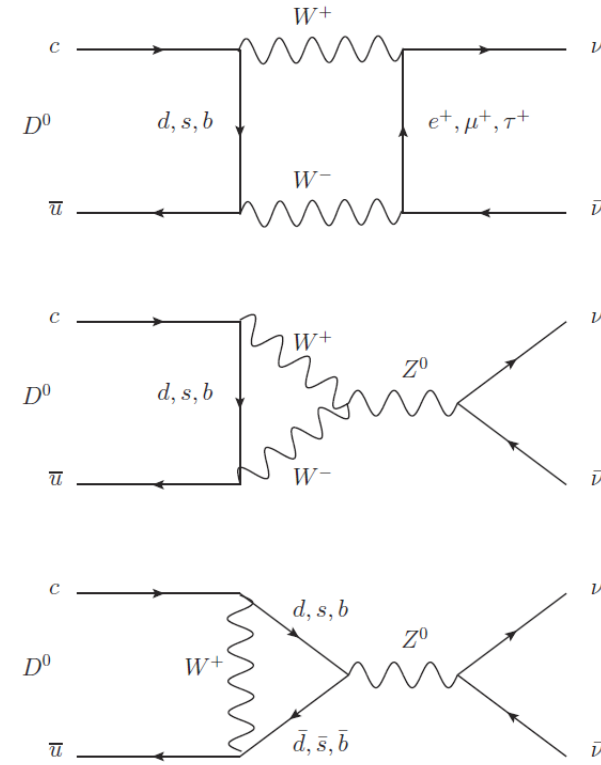 W⁺
c ν
D⁰ d, s, b e⁺, μ⁺, τ⁺
W⁻
u̅ ν̄
c ν
W⁺
Z⁰
D⁰ d, s, b
W⁻
u̅ ν̄
c ν
d, s, b
Z⁰
D⁰ W⁺
d̄, s̄, b̄
u̅ ν̄